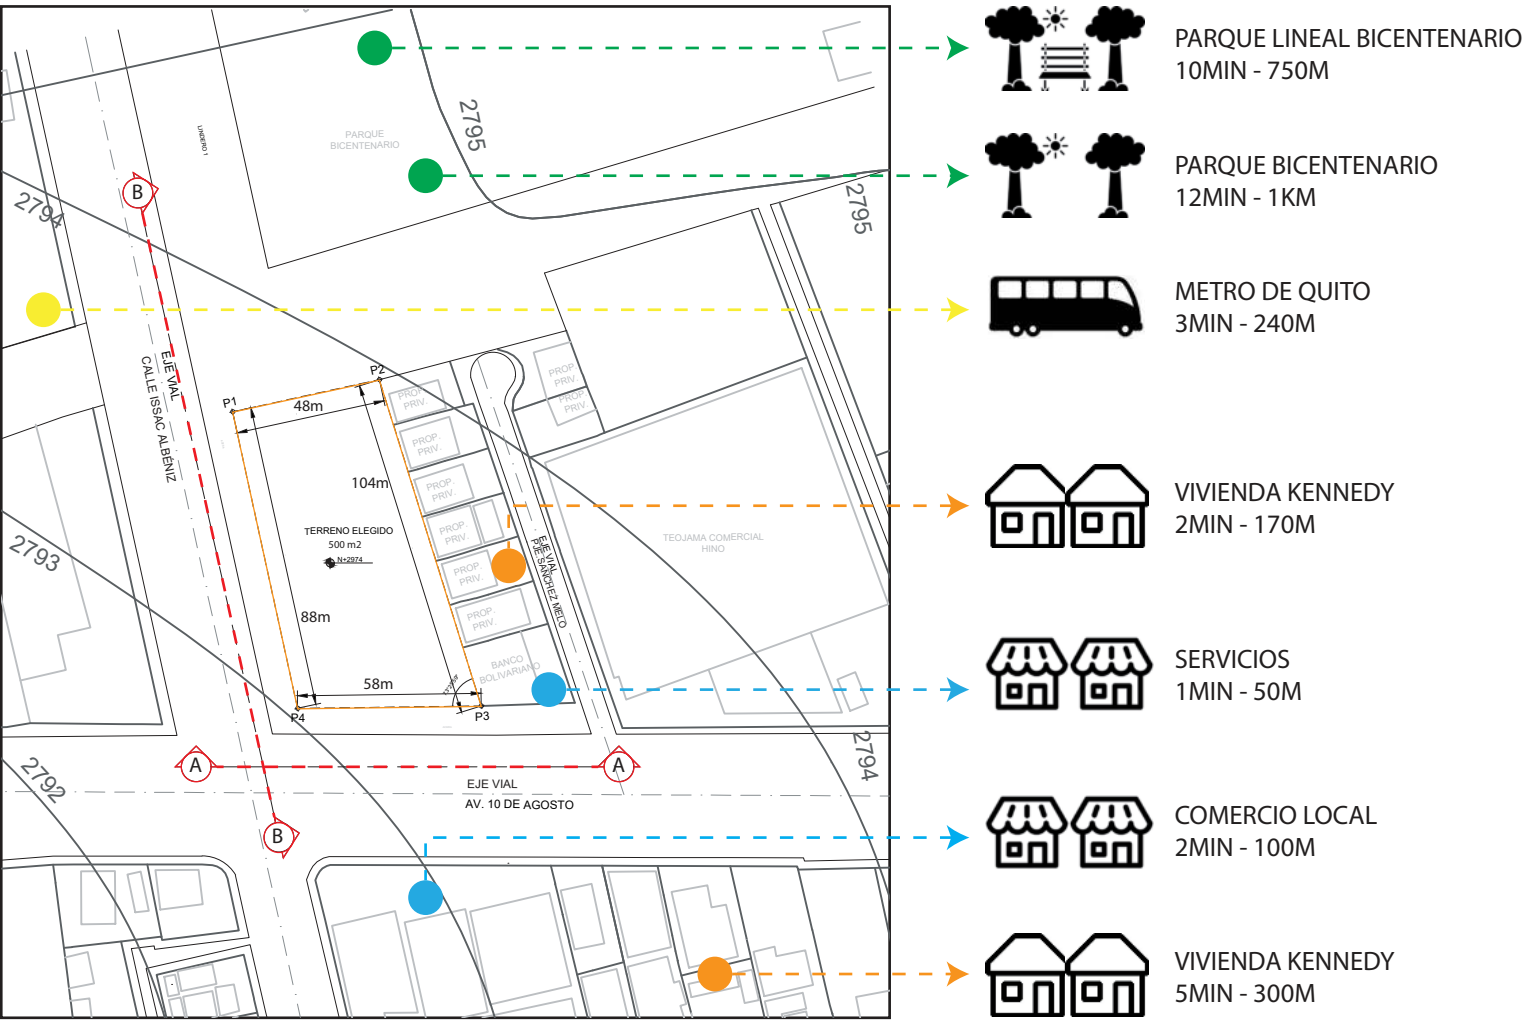 PARQUE LINEAL BICENTENARIO
10MIN - 750M
PARQUE BICENTENARIO
12MIN - 1KM
METRO DE QUITO
3MIN - 240M
VIVIENDA KENNEDY
2MIN - 170M
SERVICIOS
1MIN - 50M
COMERCIO LOCAL
2MIN - 100M
VIVIENDA KENNEDY
5MIN - 300M
LINDERO 1
PARQUE
BICENTENARIO
2795
2795
2794
B
EJE VIAL
CALLE ISSAC ALBÉNIZ
P1
P2
48m
104m
TERRENO ELEGIDO
500 m2
N+2974
88m
58m
P4
P3
PROP.
PRIV.
PROP.
PRIV.
PROP.
PRIV.
PROP.
PRIV.
PROP.
PRIV.
PROP.
PRIV.
PROP.
PRIV.
PROP.
PRIV.
BANCO
BOLIVARIANO
EJE VIAL
PJE SANCHEZ MELO
TEOJAMA COMERCIAL
HINO
2793
2792
2794
A
A
B
EJE VIAL
AV. 10 DE AGOSTO